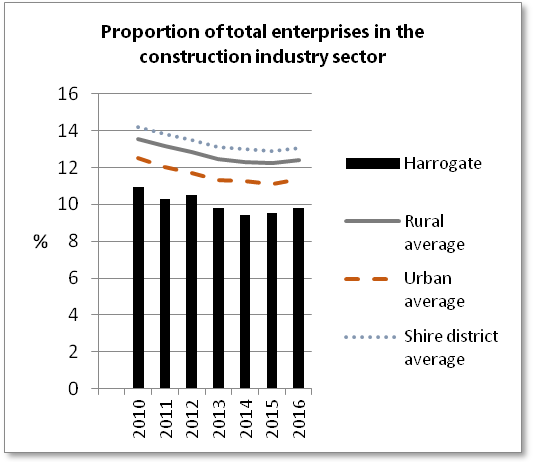 Proportion of total enterprises in the
construction industry sector
16
14
12
10
8
6
4
2
0
%
2010
2011
2012
2013
2014
2015
2016
Harrogate
Rural
average
Urban
average
Shire district
average